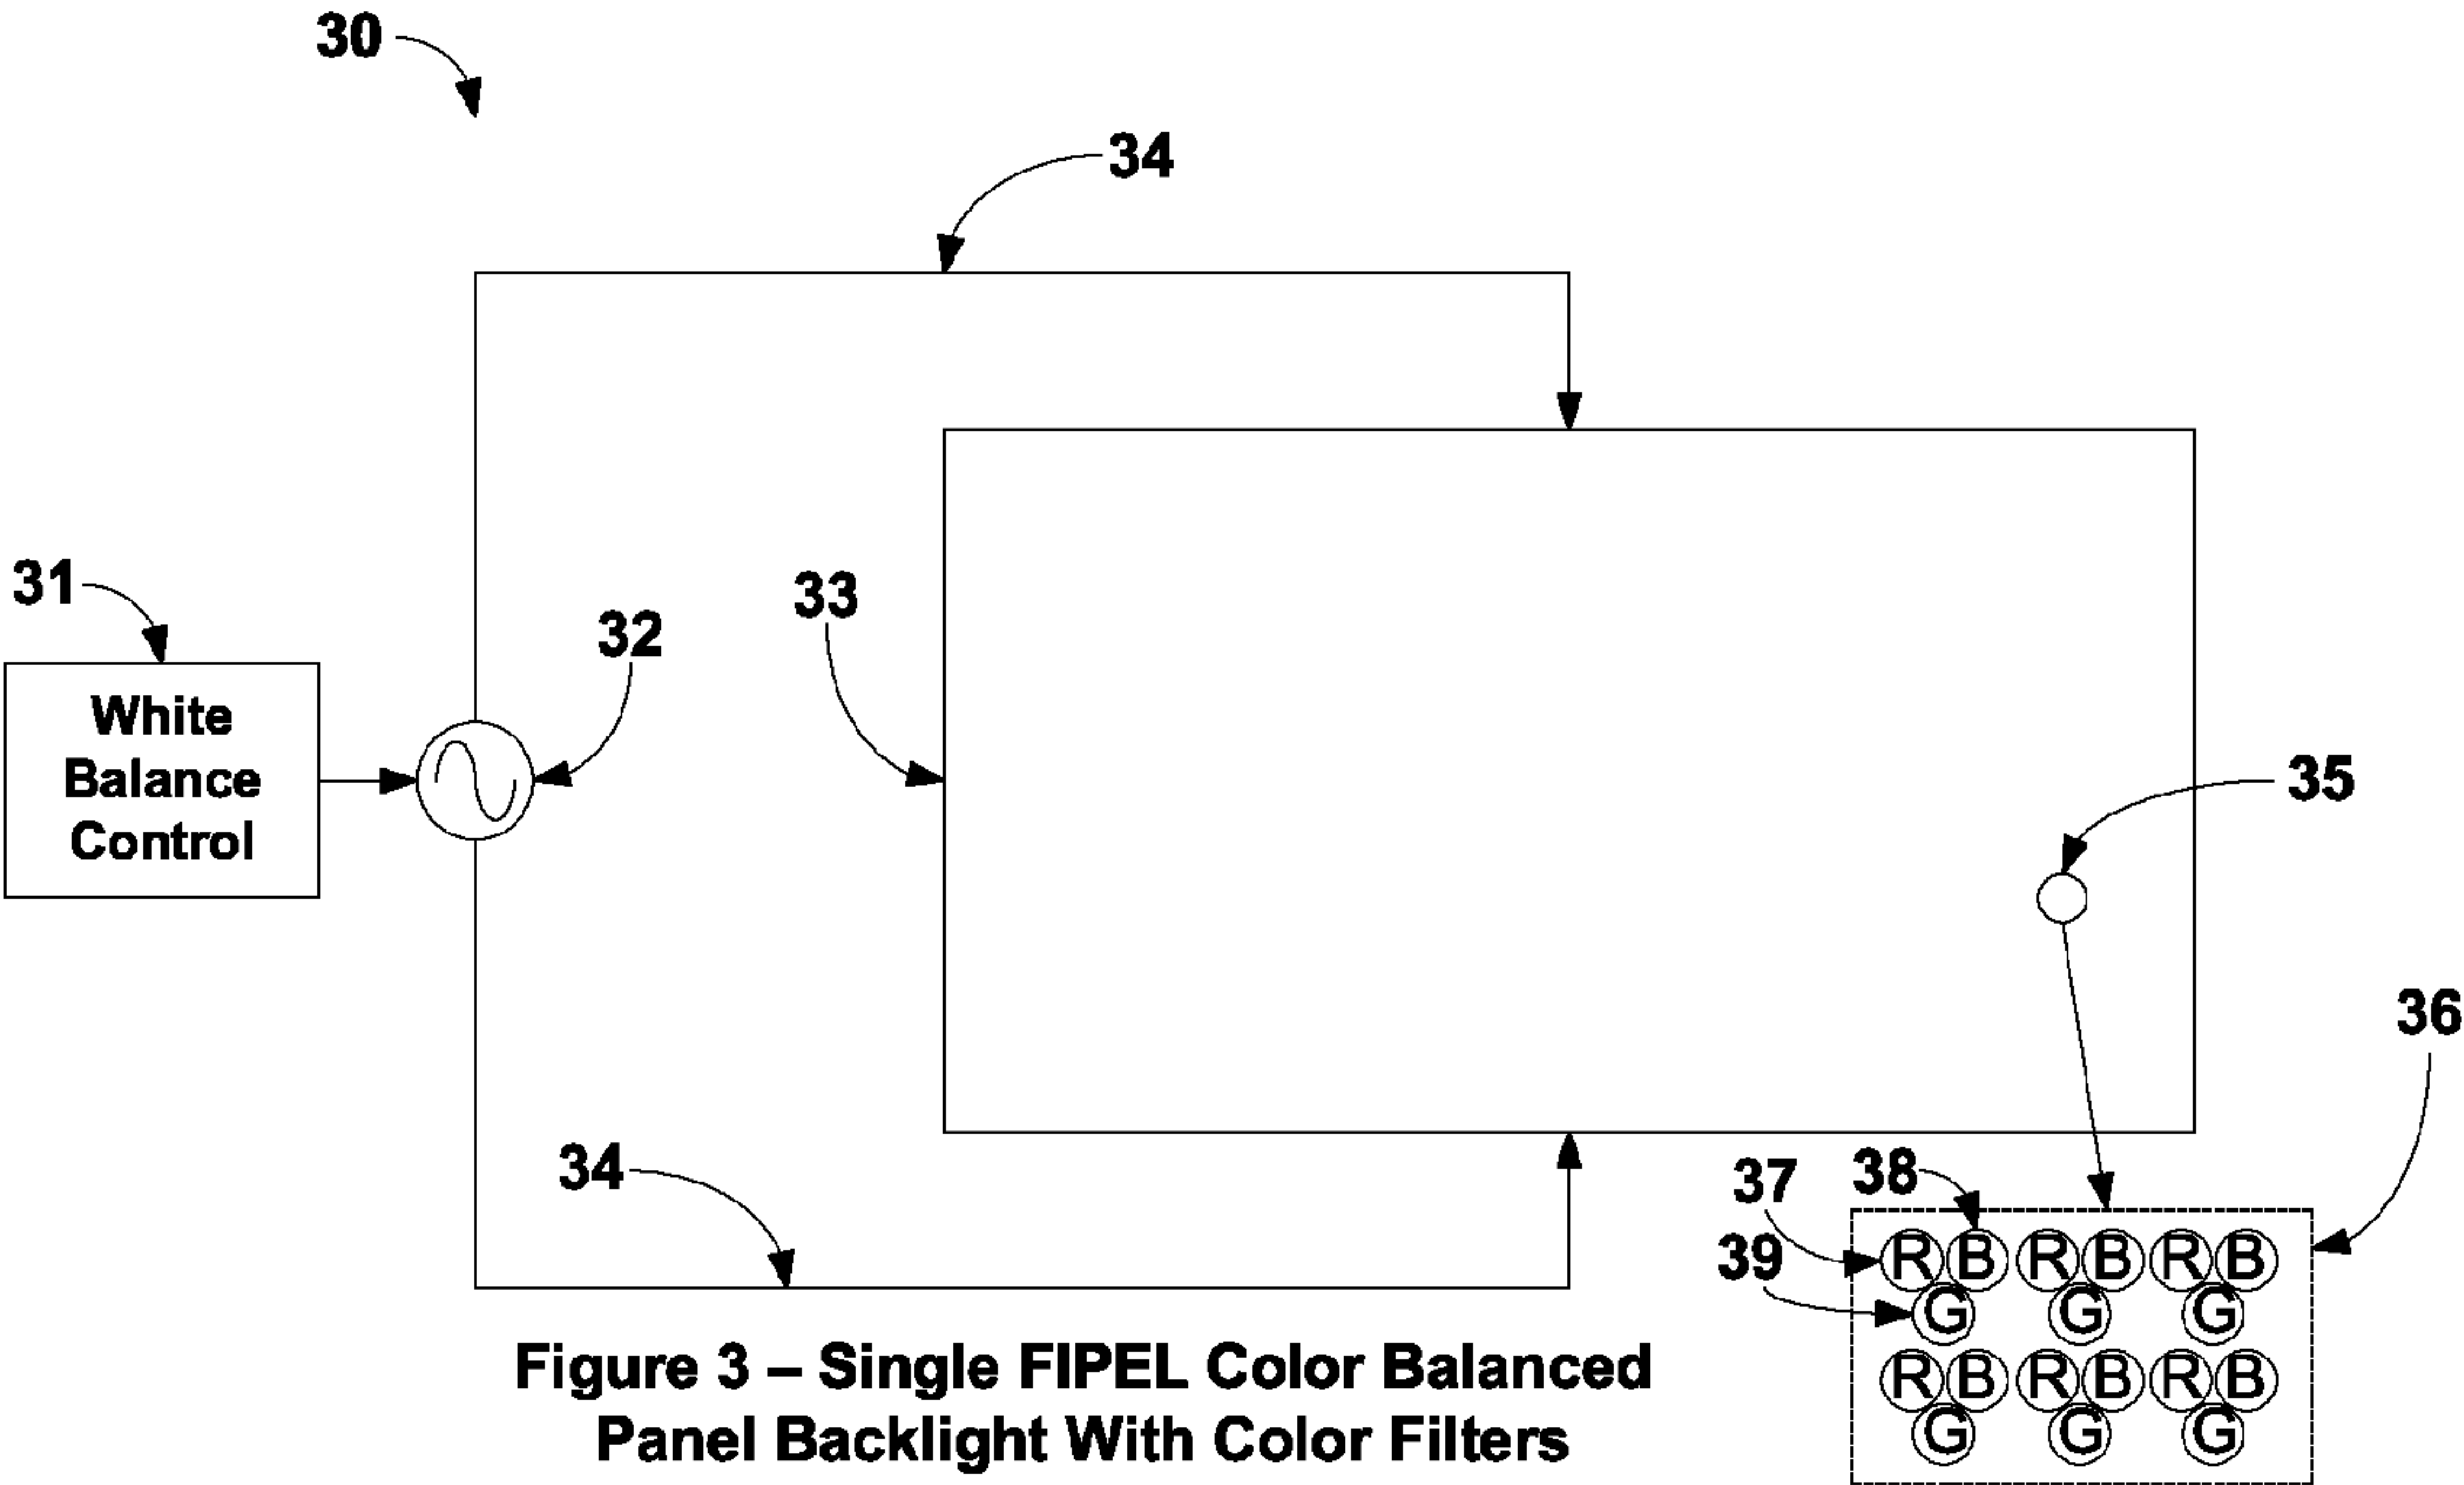 30
34
31
32
33
White
Balance
Control
35
36
34
37
38
39
R B R B R B
G G G
R B R B R B
G G G
Figure 3 – Single FIPEL Color Balanced
Panel Backlight With Color Filters